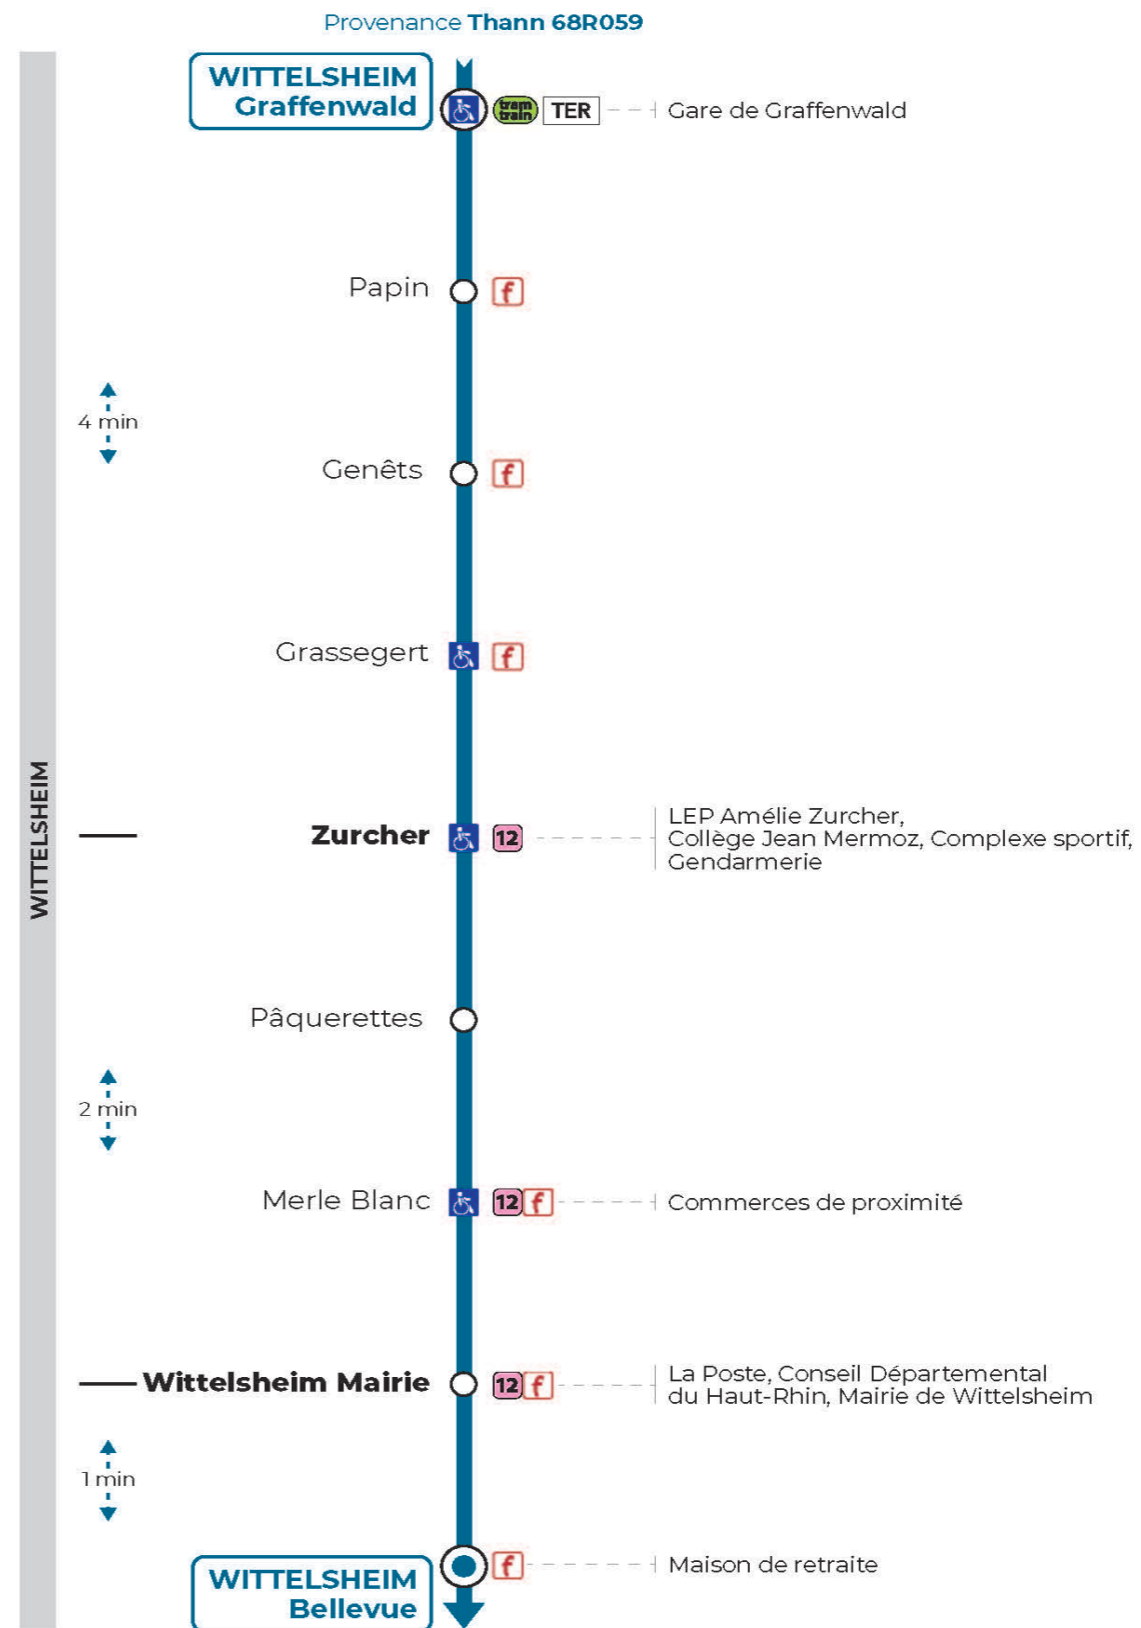 Provenance Thann 68R059
WITTELSHEIM
Graffenwald
tram
train
TER
Gare de Graffenwald
Papin
f
4 min
Genêts
f
Grassegert
f
WITTELSHEIM
Zurcher
12
LEP Amélie Zurcher,
Collège Jean Mermoz, Complexe sportif,
Gendarmerie
Pâquerettes
2 min
Merle Blanc
12 f
Commerces de proximité
Wittelsheim Mairie
12 f
La Poste, Conseil Départemental
du Haut-Rhin, Mairie de Wittelsheim
1 min
f
Maison de retraite
WITTELSHEIM
Bellevue